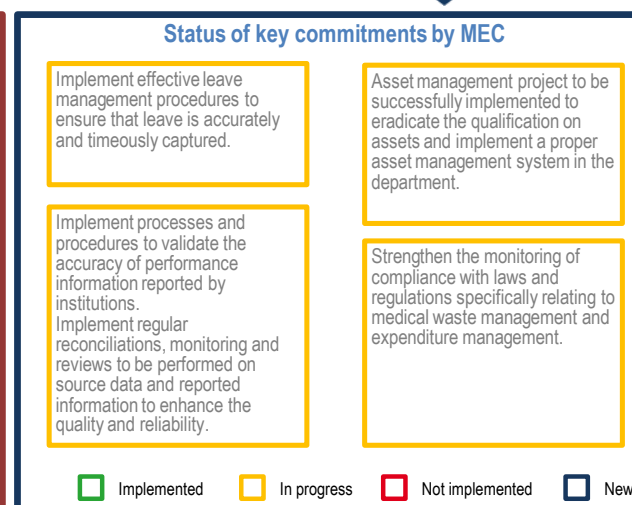 Status of key commitments by MEC
Implement effective leave
management procedures to
ensure that leave is accurately
and timeously captured.
Asset management project to be
successfully implemented to
eradicate the qualification on
assets and implement a proper
asset management system in the
department.
Implement processes and
procedures to validate the
accuracy of performance
information reported by
institutions.
Implement regular
reconciliations, monitoring and
reviews to be performed on
source data and reported
information to enhance the
quality and reliability.
Strengthen the monitoring of
compliance with laws and
regulations specifically relating to
medical waste management and
expenditure management.
Implemented In progress Not implemented New